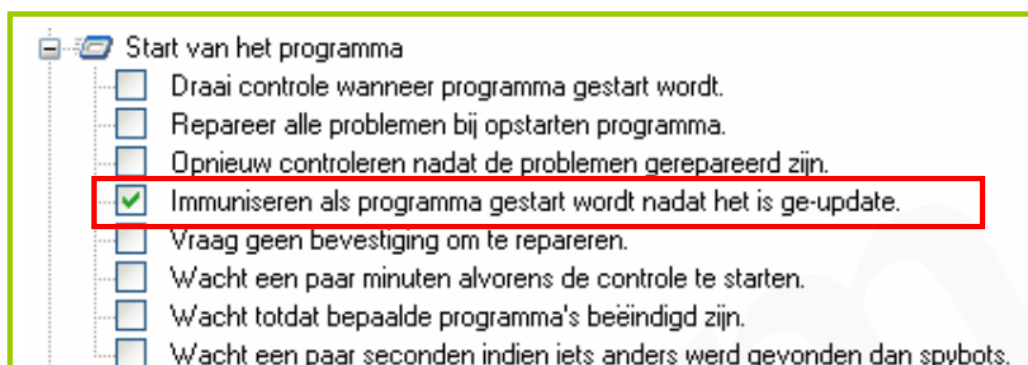 Start van het programma
Draai controle wanneer programma gestart wordt.
Repareer alle problemen bij opstarten programma.
Opnieuw controleren nadat de problemen gerepareerd zijn.
Immuniseren als programma gestart wordt nadat het is ge-update.
Vraag geen bevestiging om te repareren.
Wacht een paar minuten alvorens de controle te starten.
Wacht totdat bepaalde programma's beëindigd zijn.
Wacht een paar seconden indien iets anders werd gevonden dan spybots.